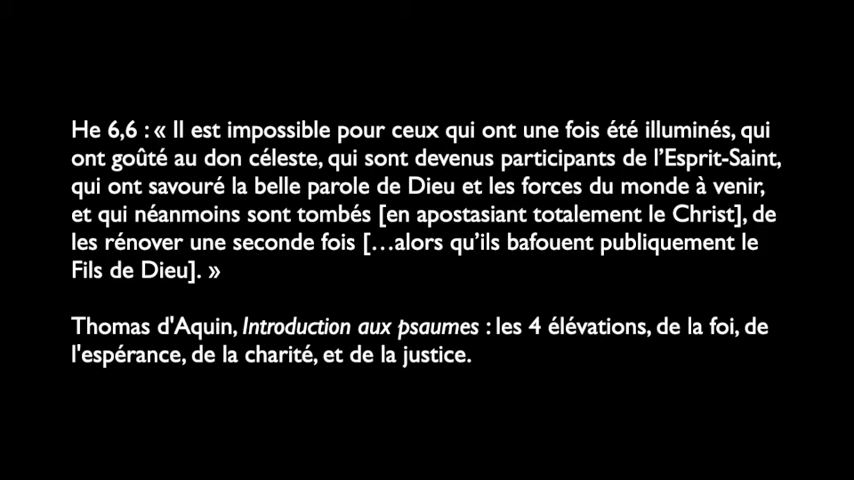 He 6,6 : « Il est impossible pour ceux qui ont une fois été illuminés, qui
ont goûté au don céleste, qui sont devenus participants de l’Esprit-Saint,
qui ont savouré la belle parole de Dieu et les forces du monde à venir,
et qui néanmoins sont tombés [en apostasiant totalement le Christ], de
les rénover une seconde fois […alors qu’ils bafouent publiquement le
Fils de Dieu]. »
Thomas d'Aquin, Introduction aux psaumes : les 4 élévations, de la foi, de
l'espérance, de la charité, et de la justice.